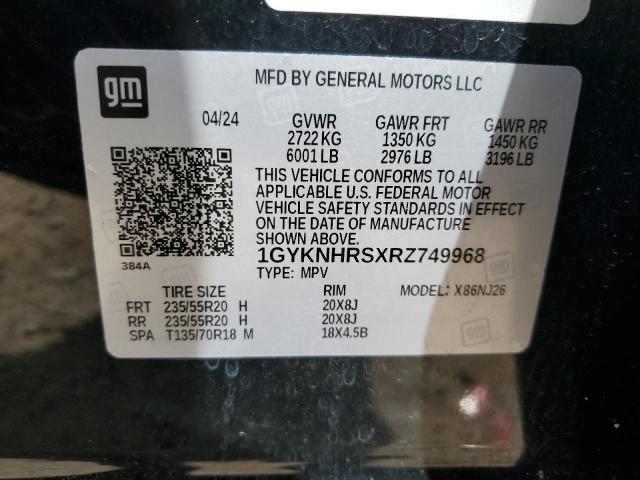 gm
MFD BY GENERAL MOTORS LLC
04/24 GVWR GAWR FRT GAWR RR
2722 KG 1350 KG 1450 KG
6001 LB 2976 LB 3196 LB
THIS VEHICLE CONFORMS TO ALL
APPLICABLE U.S. FEDERAL MOTOR
VEHICLE SAFETY STANDARDS IN EFFECT
ON THE DATE OF MANUFACTURE
SHOWN ABOVE.
384A
1GYKNHRSXRZ749968
TYPE: MPV
TIRE SIZE RIM MODEL: X86NJ26
FRT 235/55R20 H 20X8J
RR 235/55R20 H 20X8J
SPA T135/70R18 M 18X4.5B